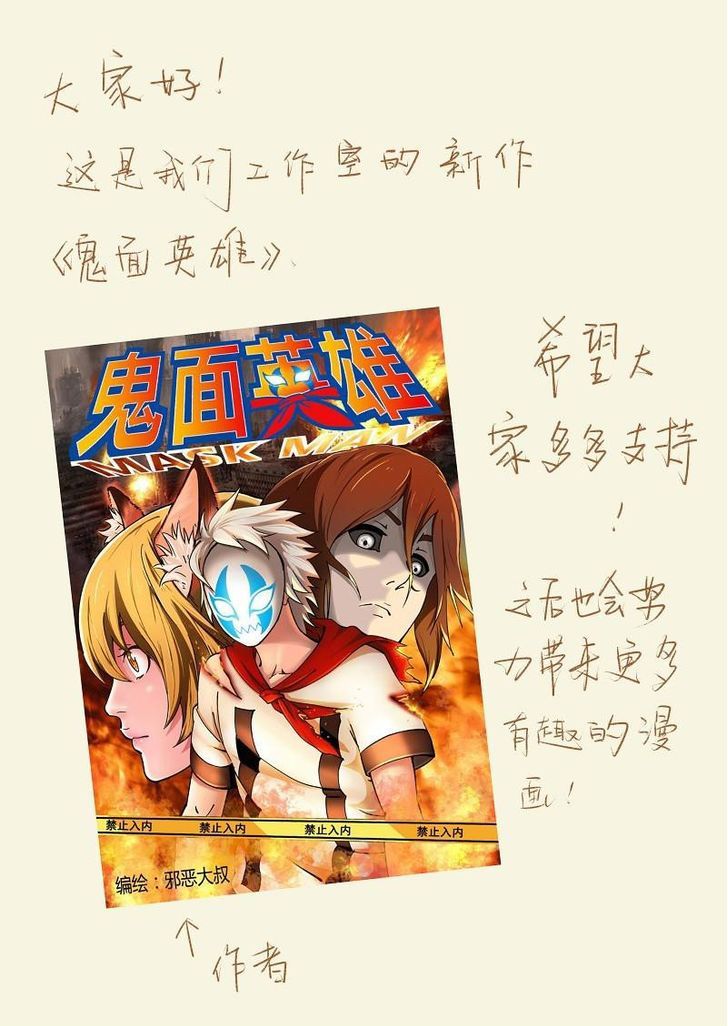 大家好！
这是我们工作室的新作
《鬼面英雄》、
鬼面英雄
MASK MAN
希望大
家多多支持
！
之后也会努
力带来更多
有趣的漫
画！
禁止入内 禁止入内 禁止入内 禁止入内
编绘：邪恶大叔
↑
作者